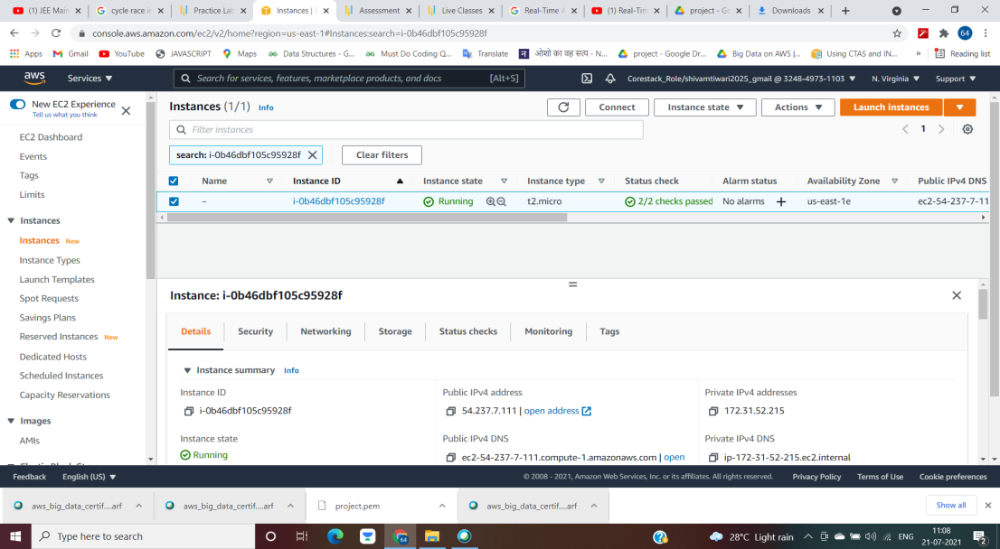 (1) JEE Main
cycle race in
Practice Lab
Instances |
Assessment
Live Classes
Real-Time A
(1) Real-Tim
project - Go
Downloads
console.aws.amazon.com/ec2/v2/home?region=us-east-1#Instances:search=i-0b46dbf105c95928f
64
Apps
Gmail
YouTube
JAVASCRIPT
Maps
Data Structures - G...
Must Do Coding Q...
Translate
ओशो का वह सत्य - N...
project - Google Dr...
Big Data on AWS |...
Using CTAS and IN...
»
Reading list
aws
Services
Search for services, features, marketplace products, and docs
[Alt+S]
Corestack_Role/shivamtiwari2025_gmail @ 3248-4973-1103
N. Virginia
Support
New EC2 Experience
Tell us what you think
EC2 Dashboard
Events
Tags
Limits
Instances
Instances New
Instance Types
Launch Templates
Spot Requests
Savings Plans
Reserved Instances New
Dedicated Hosts
Scheduled Instances
Capacity Reservations
Images
AMIs
Instances (1/1) Info
Connect
Instance state
Actions
Launch instances
Filter instances
1
search: i-0b46dbf105c95928f
Clear filters
Name
Instance ID
Instance state
Instance type
Status check
Alarm status
Availability Zone
Public IPv4 DNS
–
i-0b46dbf105c95928f
Running
t2.micro
2/2 checks passed
No alarms
us-east-1e
ec2-54-237-7-11
Instance: i-0b46dbf105c95928f
Details
Security
Networking
Storage
Status checks
Monitoring
Tags
Instance summary Info
Instance ID
i-0b46dbf105c95928f
Public IPv4 address
54.237.7.111 | open address
Private IPv4 addresses
172.31.52.215
Instance state
Running
Public IPv4 DNS
ec2-54-237-7-111.compute-1.amazonaws.com | open
Private IPv4 DNS
ip-172-31-52-215.ec2.internal
Feedback
English (US)
© 2008 - 2021, Amazon Web Services, Inc. or its affiliates. All rights reserved.
Privacy Policy
Terms of Use
Cookie preferences
aws_big_data_certif....arf
aws_big_data_certif....arf
project.pem
aws_big_data_certif....arf
Show all
Type here to search
64
28°C Light rain
ENG
11:08
21-07-2021
2